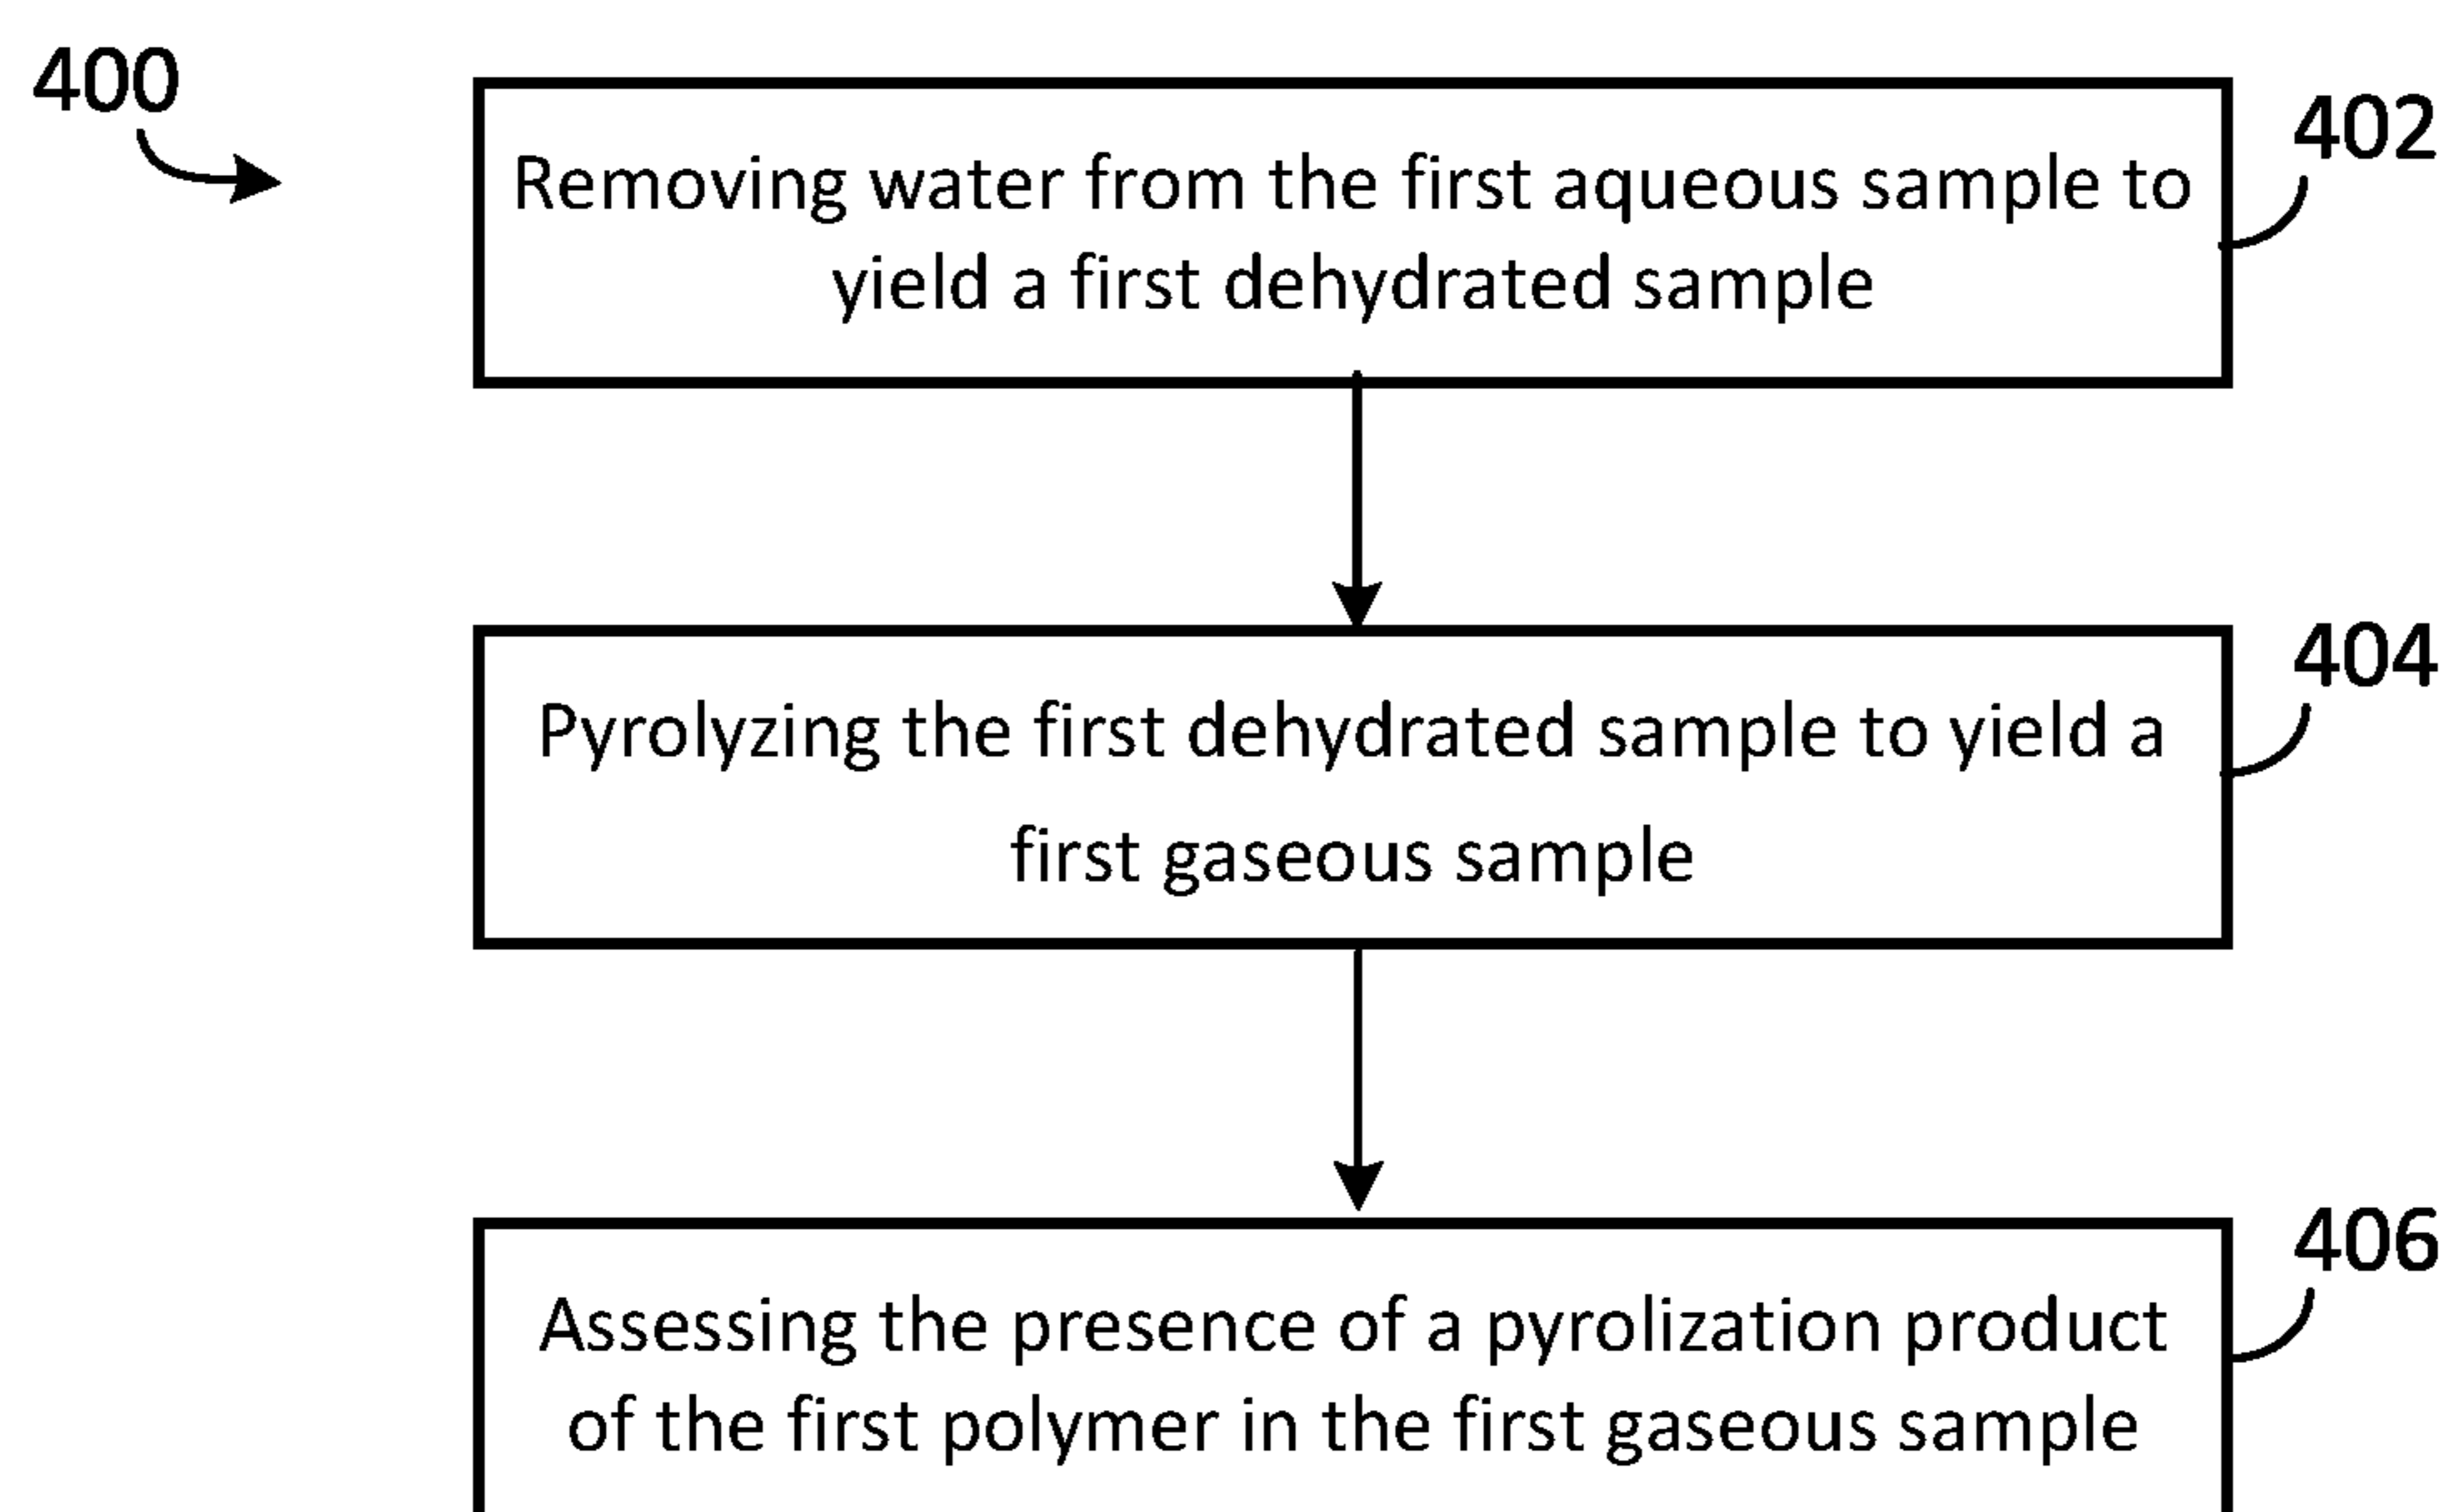 400
402
Removing water from the first aqueous sample to
yield a first dehydrated sample
404
Pyrolyzing the first dehydrated sample to yield a
first gaseous sample
406
Assessing the presence of a pyrolization product
of the first polymer in the first gaseous sample